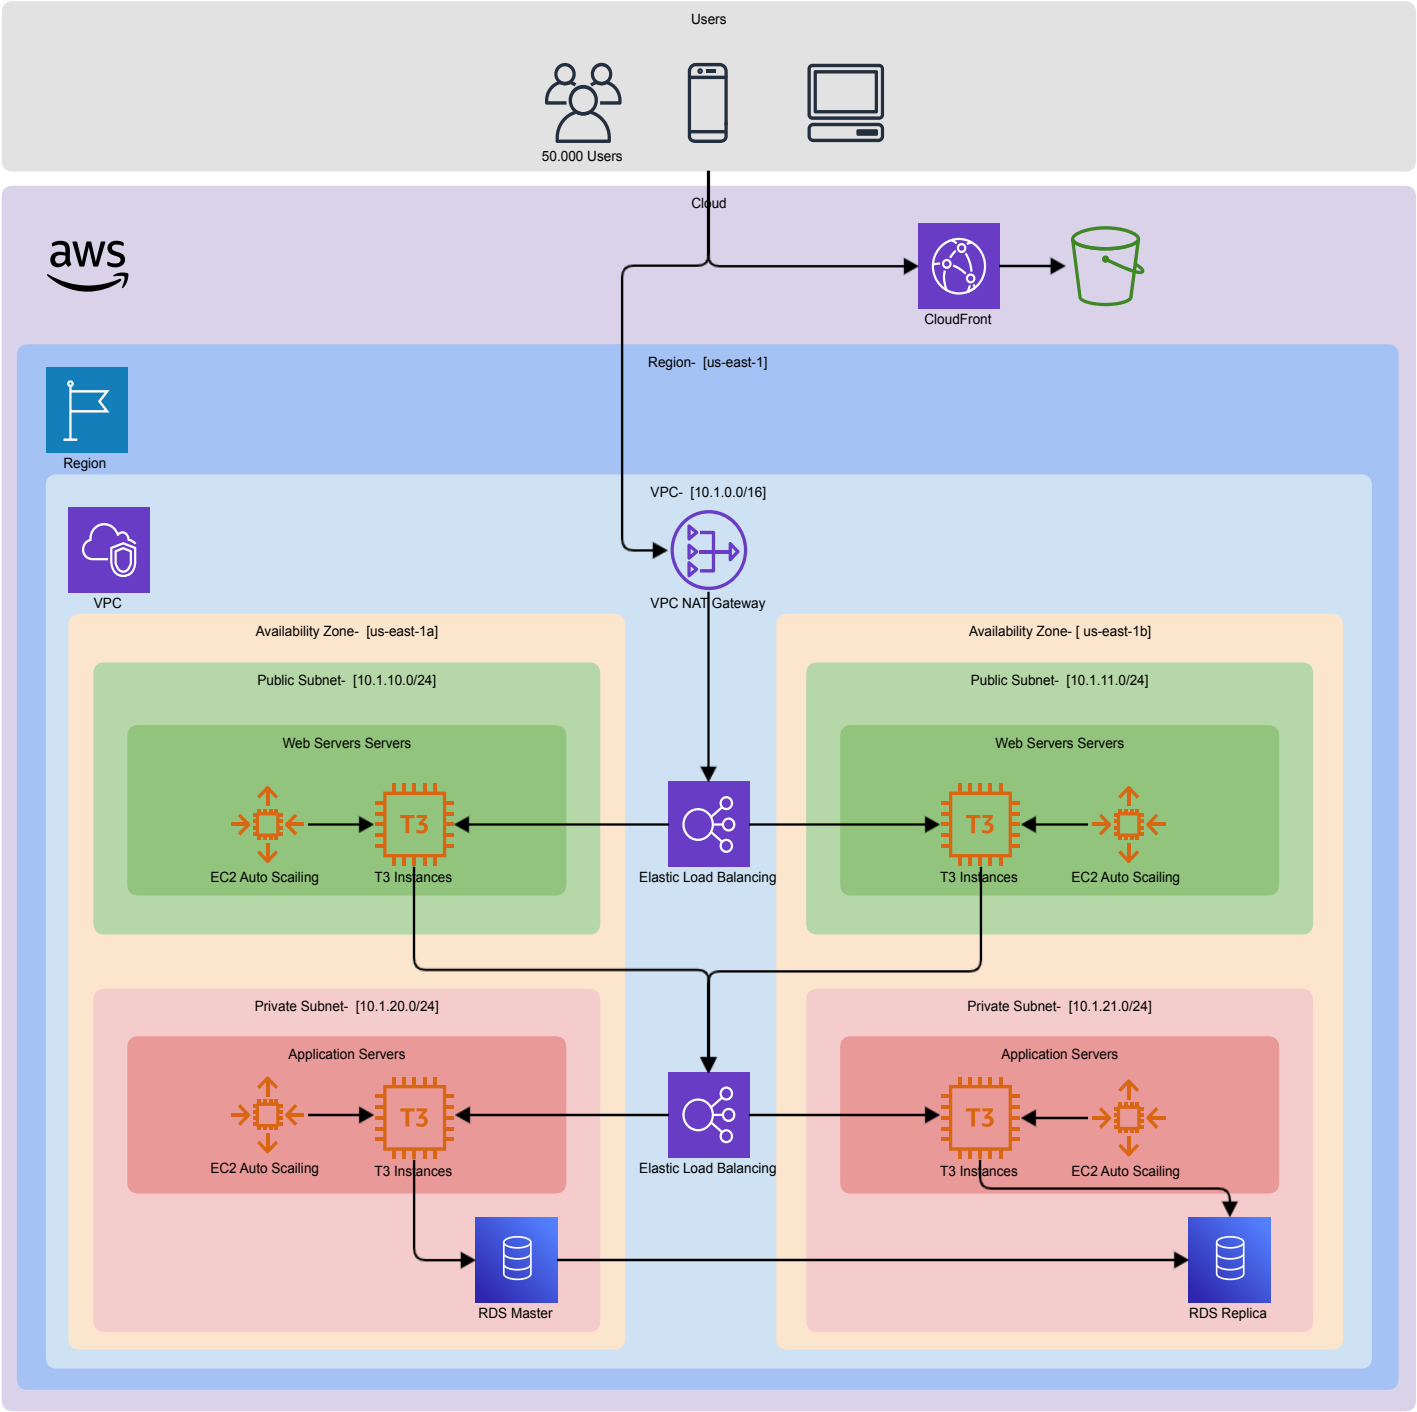 Users
50.000 Users
Cloud
aws
CloudFront
Region-  [us-east-1]
Region
VPC-  [10.1.0.0/16]
VPC
VPC NAT Gateway
Availability Zone-  [us-east-1a]
Availability Zone- [ us-east-1b]
Public Subnet-  [10.1.10.0/24]
Public Subnet-  [10.1.11.0/24]
Web Servers Servers
Web Servers Servers
T3
T3
EC2 Auto Scailing
T3 Instances
Elastic Load Balancing
T3 Instances
EC2 Auto Scailing
Private Subnet-  [10.1.20.0/24]
Private Subnet-  [10.1.21.0/24]
Application Servers
Application Servers
T3
T3
EC2 Auto Scailing
T3 Instances
Elastic Load Balancing
T3 Instances
EC2 Auto Scailing
RDS Master
RDS Replica